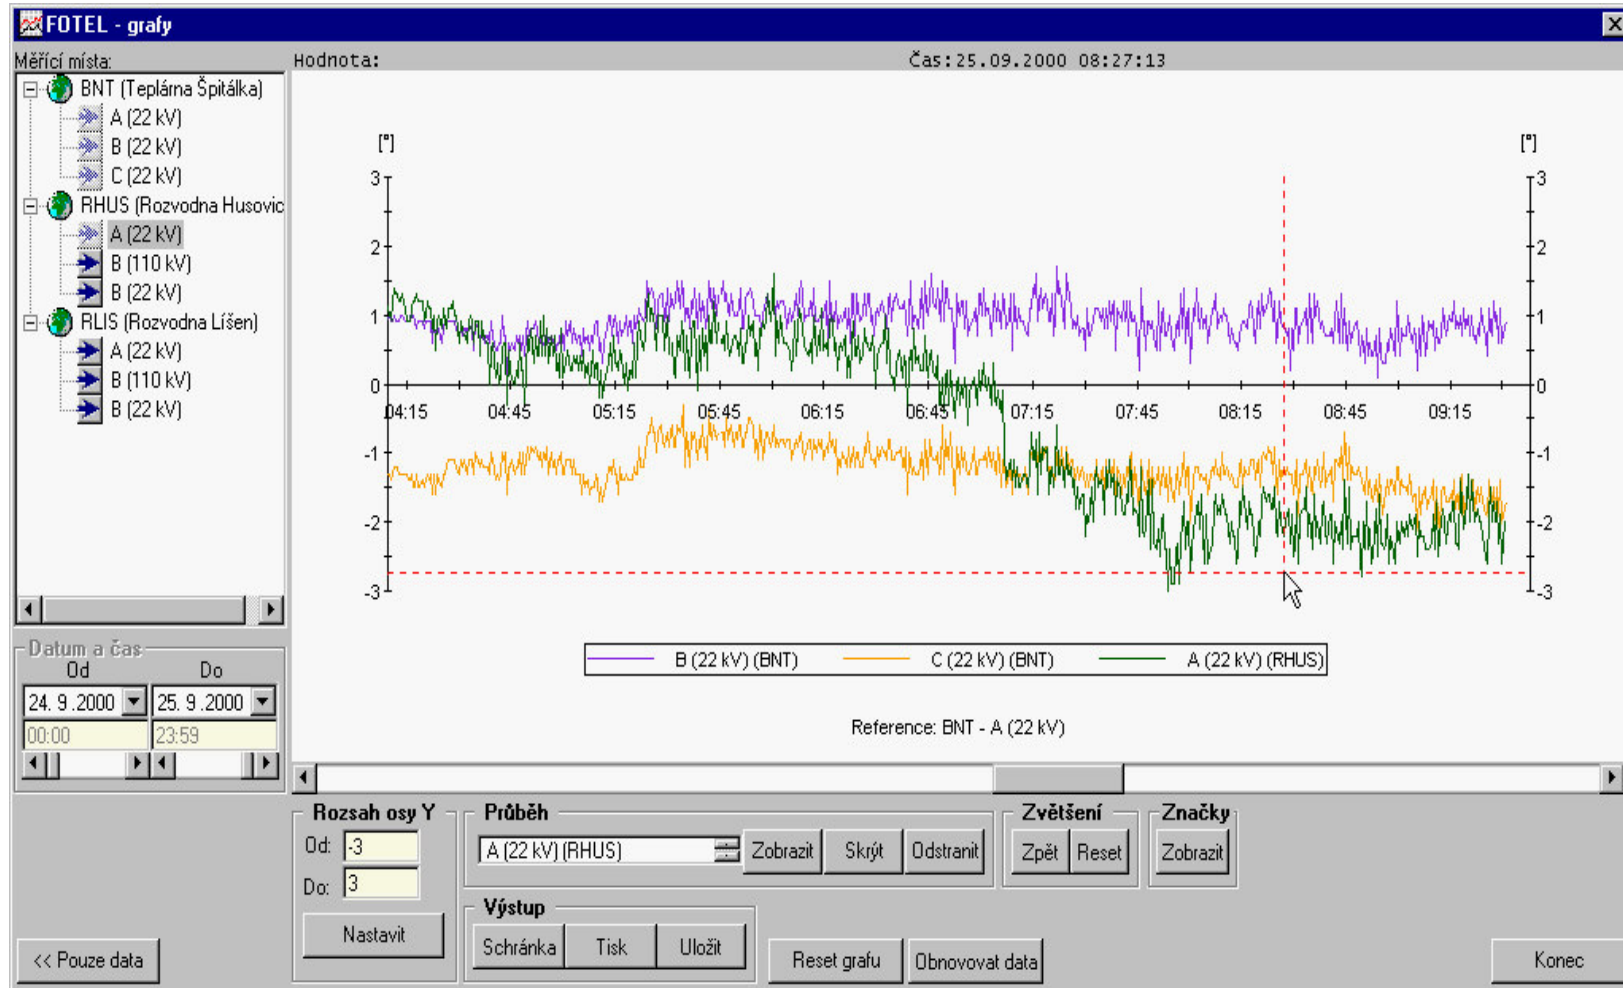 FOTEL - grafy
Měřící místa:
Hodnota:
Čas:25.09.2000 08:27:13
BNT (Teplárna Špitálka)
A (22 kV)
B (22 kV)
C (22 kV)
RHUS (Rozvodna Husovic
A (22 kV)
B (110 kV)
B (22 kV)
RLIS (Rozvodna Líšen)
A (22 kV)
B (110 kV)
B (22 kV)
[°] [°]
3 3
2 2
1 1
0 0
04:15 04:45 05:15 05:45 06:15 06:45 07:15 07:45 08:15 08:45 09:15
-1 -1
-2 -2
-3 -3
B (22 kV) (BNT) C (22 kV) (BNT) A (22 kV) (RHUS)
Reference: BNT - A (22 kV)
Datum a čas
Od Do
24. 9 .2000 25. 9 .2000
00:00 23:59
Rozsah osy Y
Od: -3
Do: 3
Nastavit
Průběh
A (22 kV) (RHUS) Zobrazit Skrýt Odstranit
Zvětšení
Zpět Reset
Značky
Zobrazit
Výstup
Schránka Tisk Uložit
<< Pouze data
Reset grafu
Obnovovat data
Konec